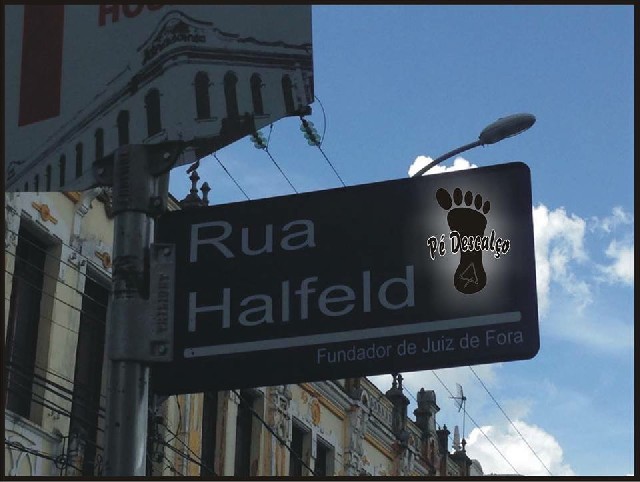 Rua
Halfeld
Fundador de Juiz de Fora
Pé Descalço